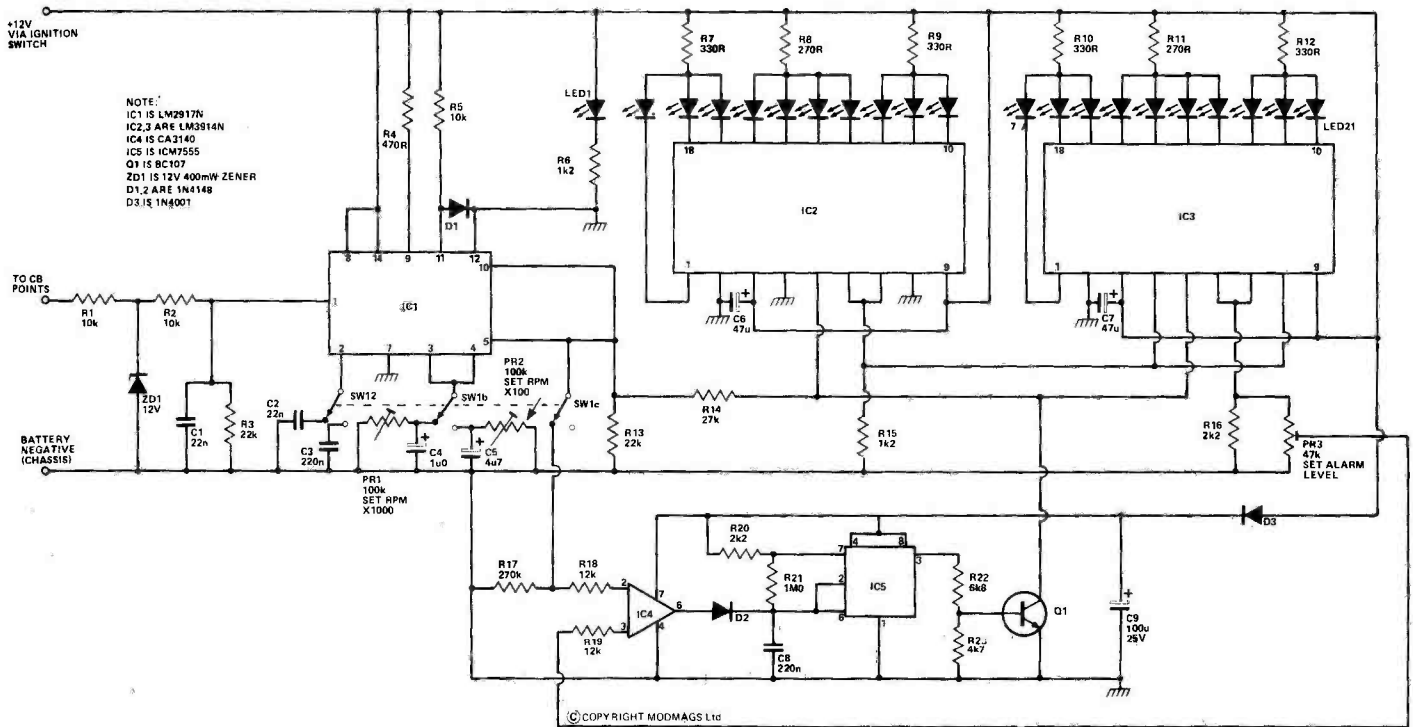 +12V
VIA IGNITION
SWITCH
NOTE:
IC1 IS LM2917N
IC2,3 ARE LM3914N
IC4 IS CA3140
IC5 IS ICM7555
Q1 IS BC107
ZD1 IS 12V 400mW ZENER
D1,2 ARE 1N4148
D3 IS 1N4001
R4
470R
R5
10k
LED1
R6
1k2
D1
R7
330R
R8
270R
R9
330R
R10
330R
R11
270R
R12
330R
LED21
7
18
10
IC2
1
9
18
10
IC3
1
9
C6
47u
+
C7
47u
+
TO CB
POINTS
R1
10k
R2
10k
8
14
9
11
12
10
1
IC1
5
2
7
3
4
ZD1
12V
C1
22n
R3
22k
C2
22n
C3
220n
SW12
SW1b
SW1c
PR2
100k
SET RPM
X100
PR1
100k
SET RPM
X1000
C4
1u0
+
C5
4u7
+
R13
22k
R14
27k
R15
1k2
R16
2k2
PR3
47k
SET ALARM
LEVEL
BATTERY
NEGATIVE
(CHASSIS)
R17
270k
R18
12k
R19
12k
2
3
7
4
6
IC4
D2
R20
2k2
R21
1M0
C8
220n
4
8
7
2
6
3
1
IC5
R22
6k8
R23
4k7
Q1
C9
100u
25V
+
D3
© COPYRIGHT MODMAGS Ltd